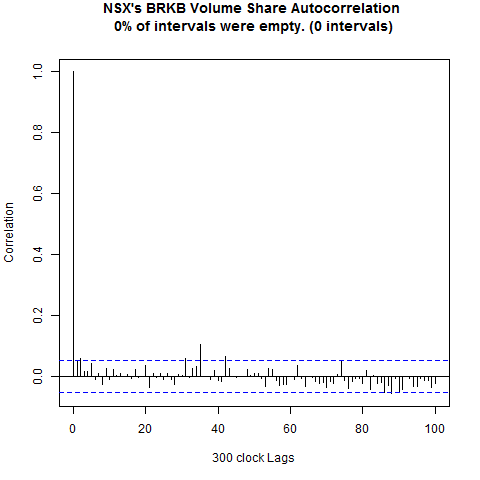 NSX's BRKB Volume Share Autocorrelation
0% of intervals were empty. (0 intervals)
Correlation
1.0
0.8
0.6
0.4
0.2
0.0
0 20 40 60 80 100
300 clock Lags